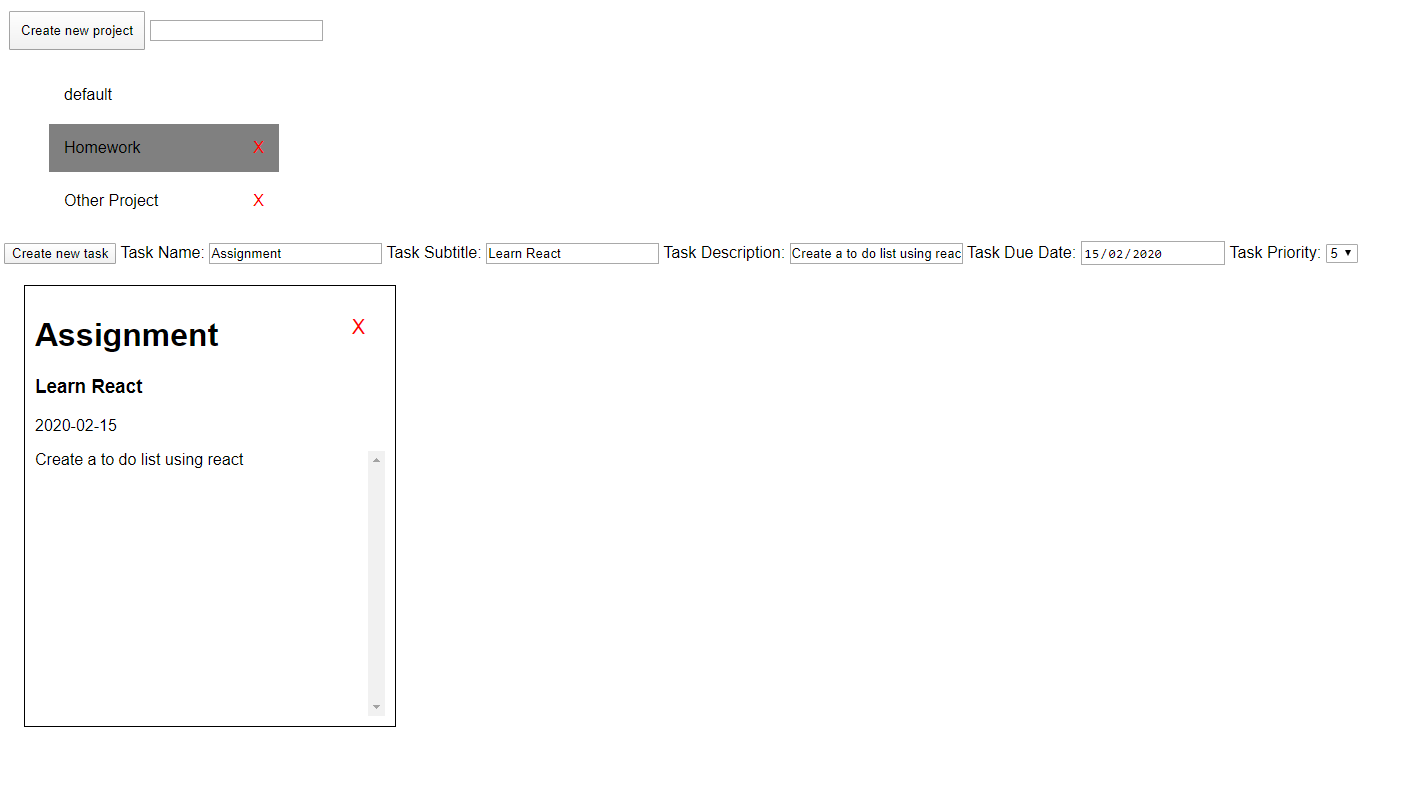 Create new project
default
Homework X
Other Project X
Create new task Task Name: Assignment Task Subtitle: Learn React Task Description: Create a to do list using reac Task Due Date: 15/02/2020 Task Priority: 5
Assignment X
Learn React
2020-02-15
Create a to do list using react